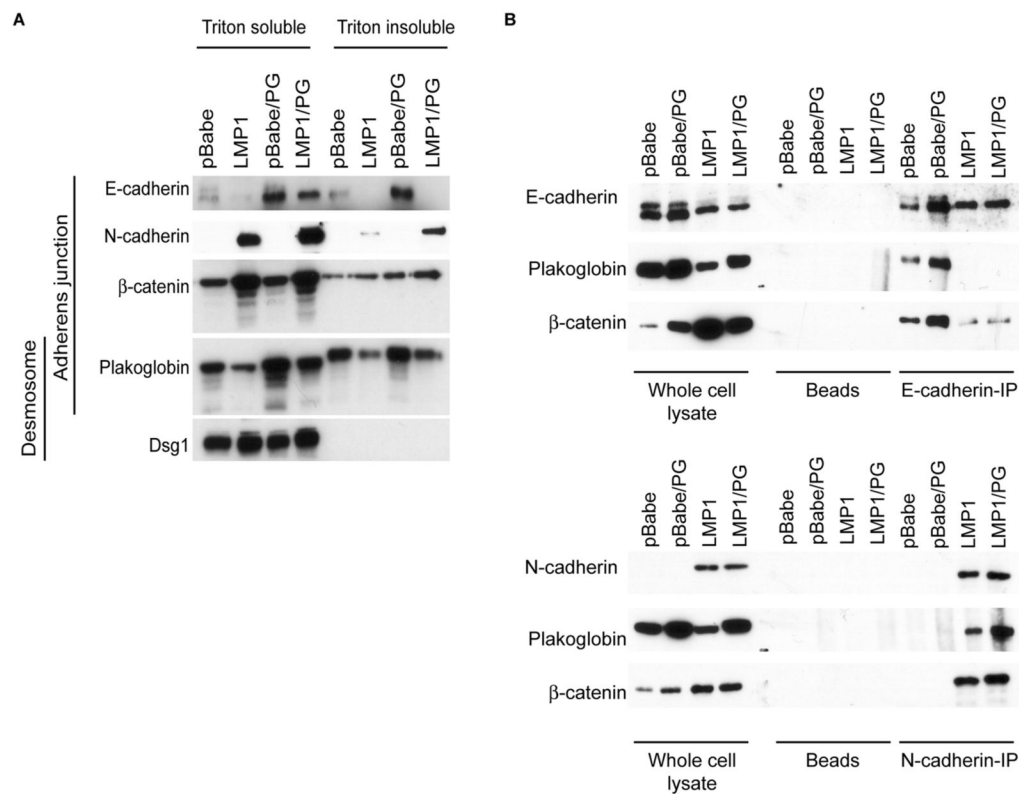 A
Triton soluble
Triton insoluble
pBabe
LMP1
pBabe/PG
LMP1/PG
pBabe
LMP1
pBabe/PG
LMP1/PG
Adherens junction
Desmosome
E-cadherin
N-cadherin
β-catenin
Plakoglobin
Dsg1
B
pBabe
pBabe/PG
LMP1
LMP1/PG
pBabe
pBabe/PG
LMP1
LMP1/PG
pBabe
pBabe/PG
LMP1
LMP1/PG
E-cadherin
Plakoglobin
β-catenin
Whole cell
lysate
Beads
E-cadherin-IP
pBabe
pBabe/PG
LMP1
LMP1/PG
pBabe
pBabe/PG
LMP1
LMP1/PG
pBabe
pBabe/PG
LMP1
LMP1/PG
N-cadherin
Plakoglobin
β-catenin
Whole cell
lysate
Beads
N-cadherin-IP